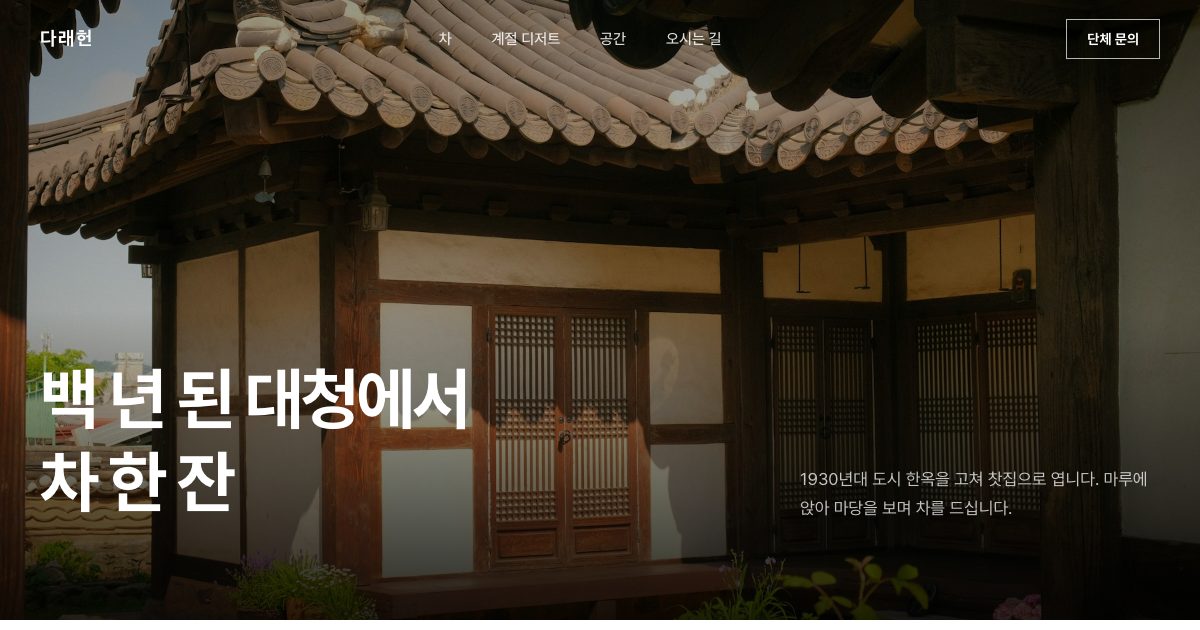 다래헌
차
계절 디저트
공간
오시는 길
단체 문의
백 년 된 대청에서
차 한 잔
1930년대 도시 한옥을 고쳐 찻집으로 엽니다. 마루에
앉아 마당을 보며 차를 드십니다.